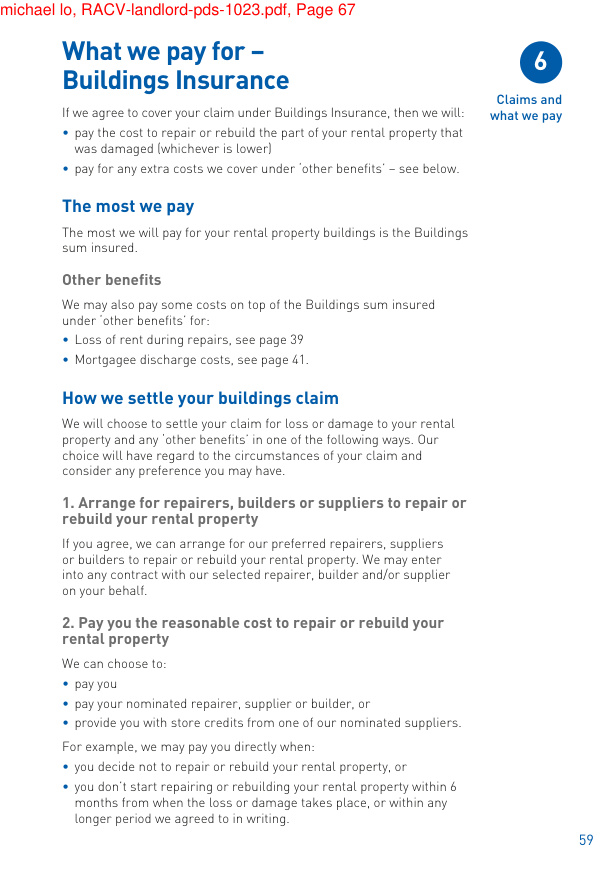 michael lo, RACV-landlord-pds-1023.pdf, Page 67
What we pay for –
Buildings Insurance
6
Claims and
what we pay
If we agree to cover your claim under Buildings Insurance, then we will:
• pay the cost to repair or rebuild the part of your rental property that
was damaged (whichever is lower)
• pay for any extra costs we cover under ‘other benefits’ – see below.
The most we pay
The most we will pay for your rental property buildings is the Buildings
sum insured.
Other benefits
We may also pay some costs on top of the Buildings sum insured
under ‘other benefits’ for:
• Loss of rent during repairs, see page 39
• Mortgagee discharge costs, see page 41.
How we settle your buildings claim
We will choose to settle your claim for loss or damage to your rental
property and any ‘other benefits’ in one of the following ways. Our
choice will have regard to the circumstances of your claim and
consider any preference you may have.
1. Arrange for repairers, builders or suppliers to repair or
rebuild your rental property
If you agree, we can arrange for our preferred repairers, suppliers
or builders to repair or rebuild your rental property. We may enter
into any contract with our selected repairer, builder and/or supplier
on your behalf.
2. Pay you the reasonable cost to repair or rebuild your
rental property
We can choose to:
• pay you
• pay your nominated repairer, supplier or builder, or
• provide you with store credits from one of our nominated suppliers.
For example, we may pay you directly when:
• you decide not to repair or rebuild your rental property, or
• you don’t start repairing or rebuilding your rental property within 6
months from when the loss or damage takes place, or within any
longer period we agreed to in writing.
59